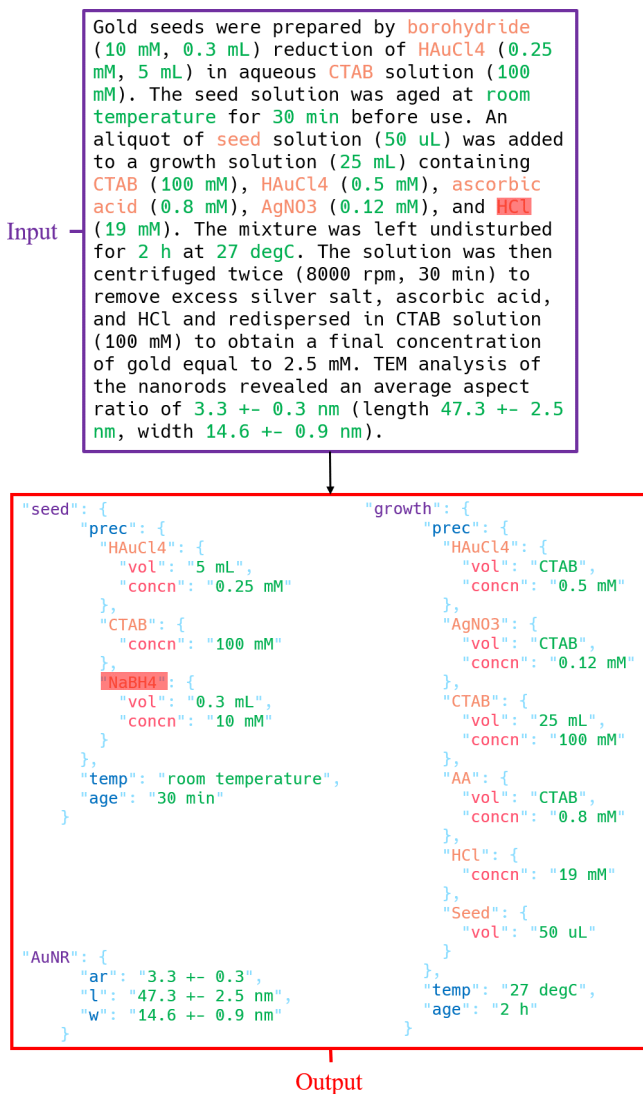 Gold seeds were prepared by borohydride
(10 mM, 0.3 mL) reduction of HAuCl4 (0.25
mM, 5 mL) in aqueous CTAB solution (100
mM). The seed solution was aged at room
temperature for 30 min before use. An
aliquot of seed solution (50 uL) was added
to a growth solution (25 mL) containing
CTAB (100 mM), HAuCl4 (0.5 mM), ascorbic
acid (0.8 mM), AgNO3 (0.12 mM), and HCl
(19 mM). The mixture was left undisturbed
for 2 h at 27 degC. The solution was then
centrifuged twice (8000 rpm, 30 min) to
remove excess silver salt, ascorbic acid,
and HCl and redispersed in CTAB solution
(100 mM) to obtain a final concentration
of gold equal to 2.5 mM. TEM analysis of
the nanorods revealed an average aspect
ratio of 3.3 +- 0.3 nm (length 47.3 +- 2.5
nm, width 14.6 +- 0.9 nm).
Input
"seed": {
"prec": {
"HAuCl4": {
"vol": "5 mL",
"concn": "0.25 mM"
},
"CTAB": {
"concn": "100 mM"
},
"NaBH4": {
"vol": "0.3 mL",
"concn": "10 mM"
}
},
"temp": "room temperature",
"age": "30 min"
}
"AuNR": {
"ar": "3.3 +- 0.3",
"l": "47.3 +- 2.5 nm",
"w": "14.6 +- 0.9 nm"
}
"growth": {
"prec": {
"HAuCl4": {
"vol": "CTAB",
"concn": "0.5 mM"
},
"AgNO3": {
"vol": "CTAB",
"concn": "0.12 mM"
},
"CTAB": {
"vol": "25 mL",
"concn": "100 mM"
},
"AA": {
"vol": "CTAB",
"concn": "0.8 mM"
},
"HCl": {
"concn": "19 mM"
},
"Seed": {
"vol": "50 uL"
}
},
"temp": "27 degC",
"age": "2 h"
}
Output